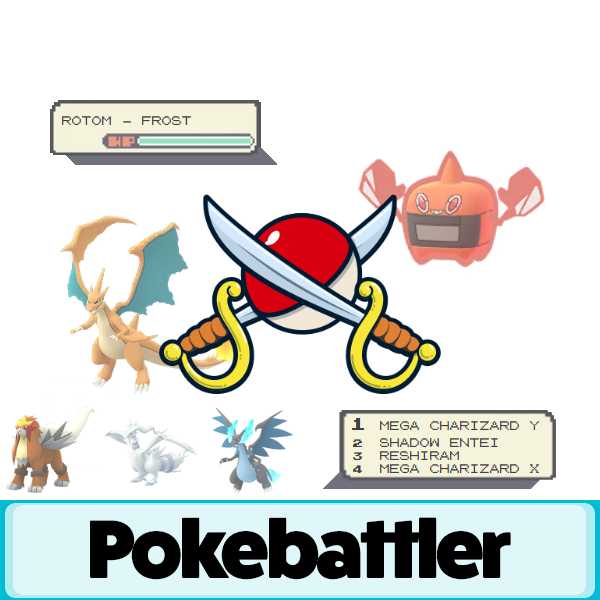 ROTOM – FROST
HP
1 MEGA CHARIZARD Y
2 SHADOW ENTEI
3 RESHIRAM
4 MEGA CHARIZARD X
Pokebattler